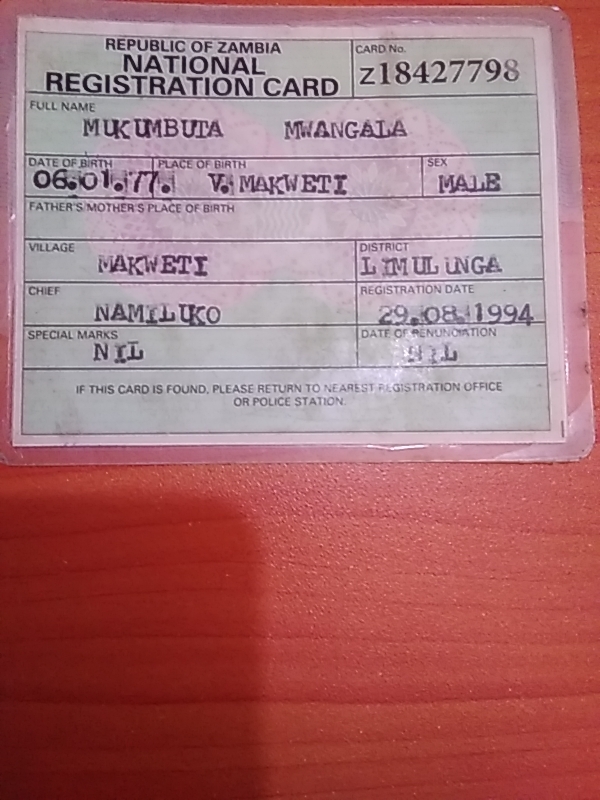 REPUBLIC OF ZAMBIA
NATIONAL
REGISTRATION CARD
CARD No.
Z18427798
FULL NAME
MUKUMBUTA MWANGALA
DATE OF BIRTH PLACE OF BIRTH SEX
06.01.77. V. MAKWETI MALE
FATHER'S/MOTHER'S PLACE OF BIRTH
VILLAGE DISTRICT
MAKWETI LIMULUNGA
CHIEF REGISTRATION DATE
NAMILUKO 29.08.1994
SPECIAL MARKS DATE OF RENUNCIATION
NIL NIL
IF THIS CARD IS FOUND, PLEASE RETURN TO NEAREST REGISTRATION OFFICE
OR POLICE STATION.